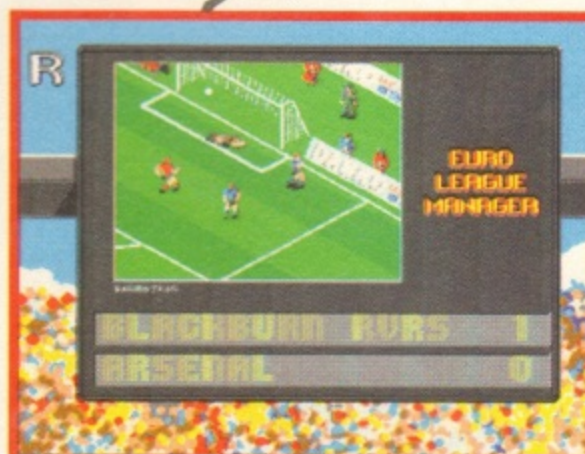 R
EURO
LEAGUE
MANAGER
BLACKBURN RVRS 1
ARSENAL 0